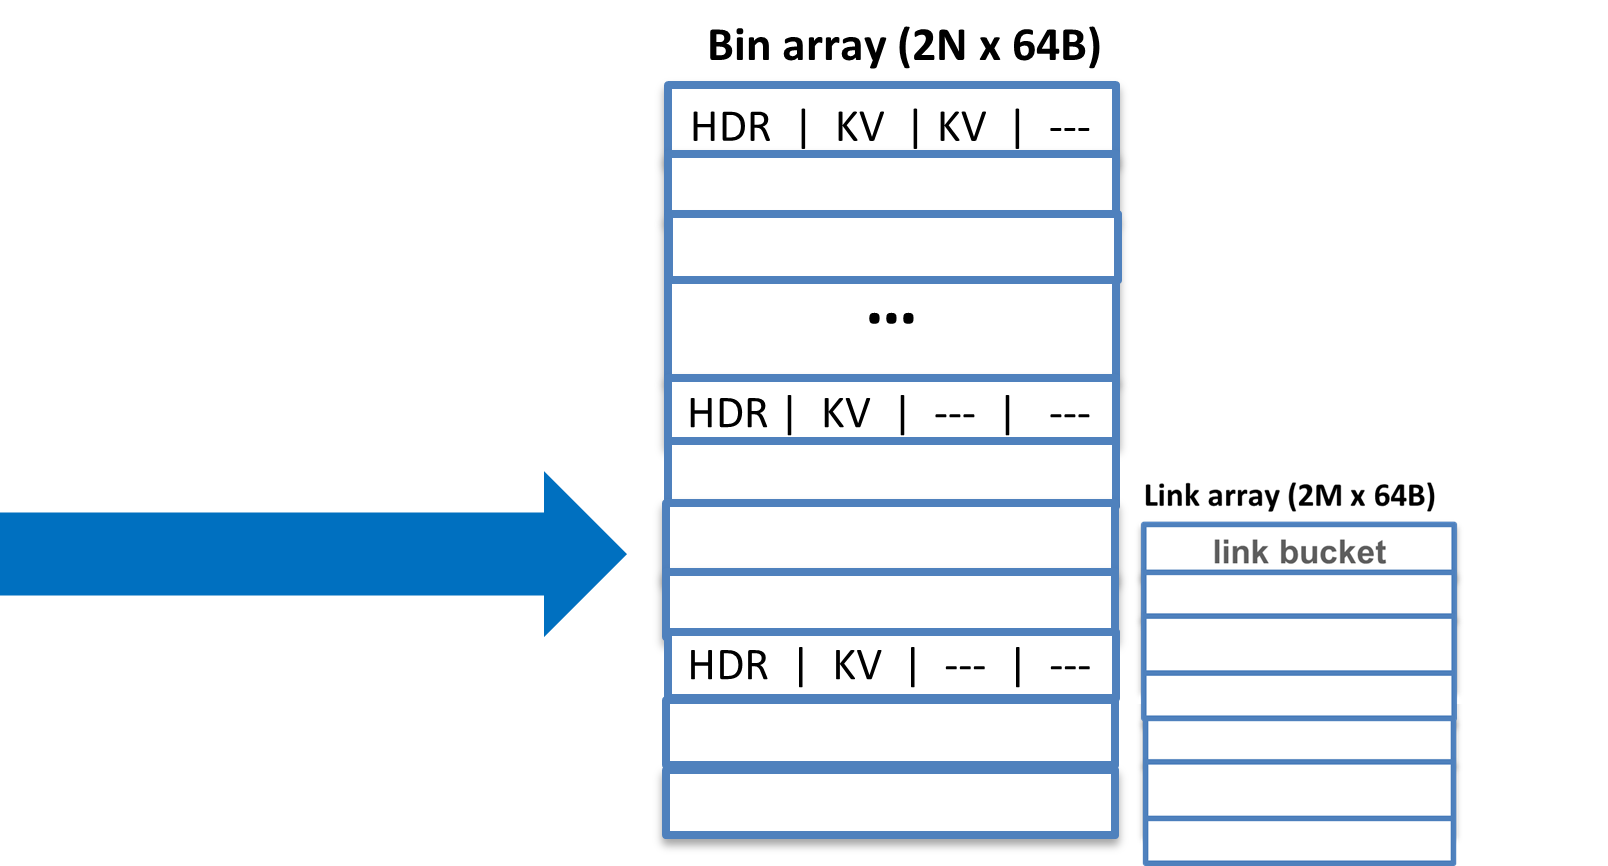 Bin array (2N x 64B)
HDR | KV | KV | ---
...
HDR | KV | --- | ---
Link array (2M x 64B)
link bucket
HDR | KV | --- | ---